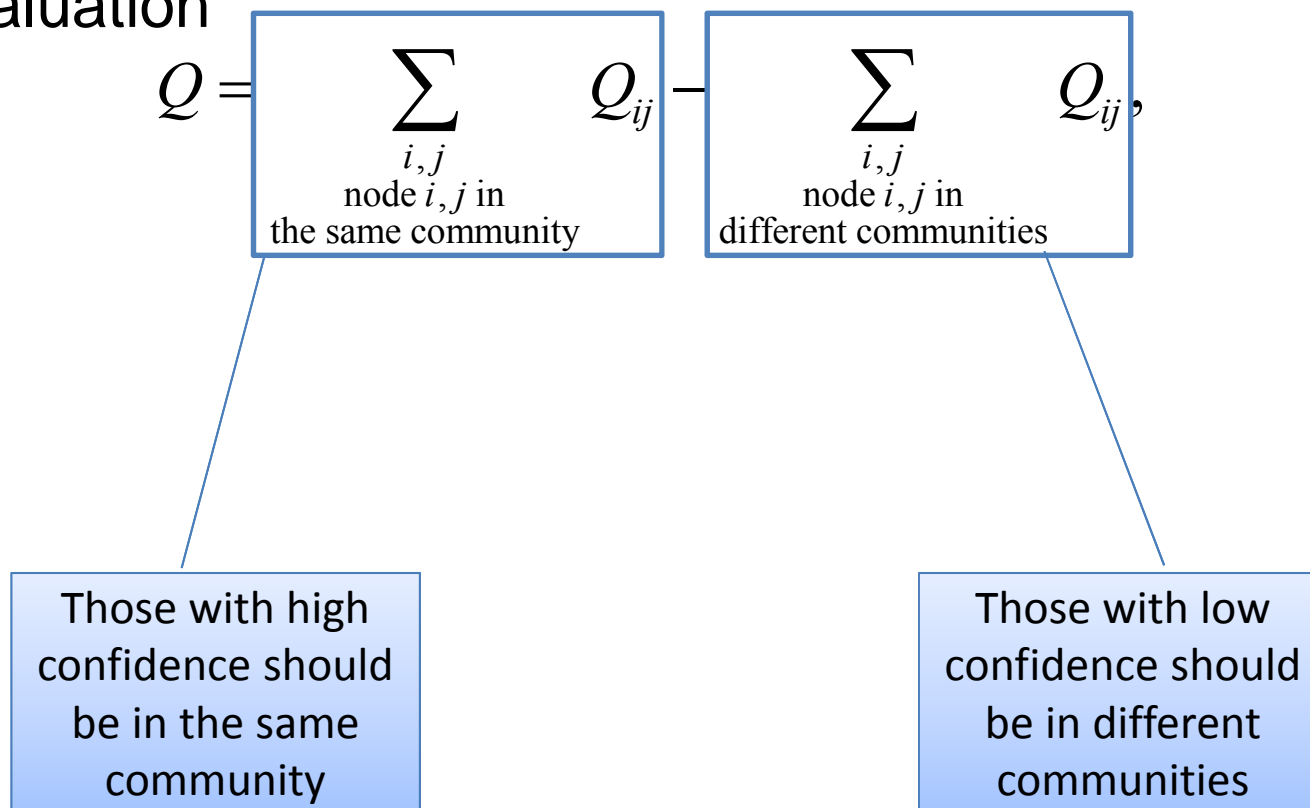 aluation
Q = ∑ Q_ij − ∑ Q_ij ,
i, j i, j
node i, j in node i, j in
the same community different communities
Those with high
confidence should
be in the same
community
Those with low
confidence should
be in different
communities